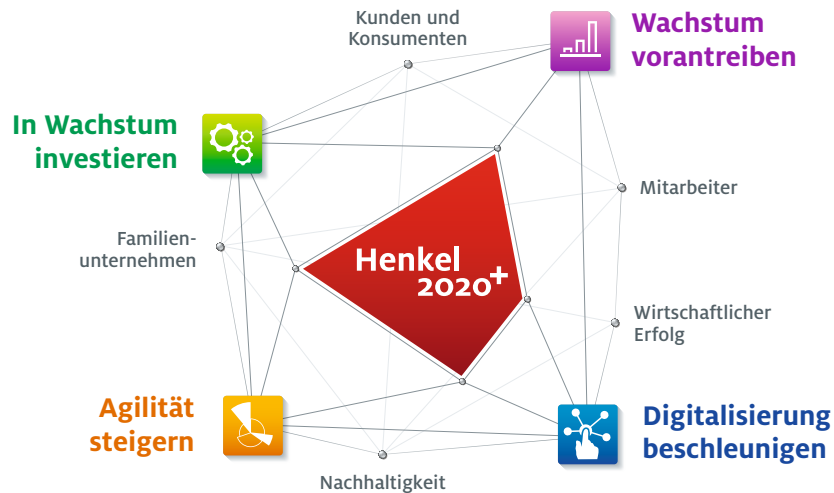 Kunden und
Konsumenten
Wachstum
vorantreiben
In Wachstum
investieren
Mitarbeiter
Familien-
unternehmen
Henkel
2020+
Wirtschaftlicher
Erfolg
Agilität
steigern
Digitalisierung
beschleunigen
Nachhaltigkeit